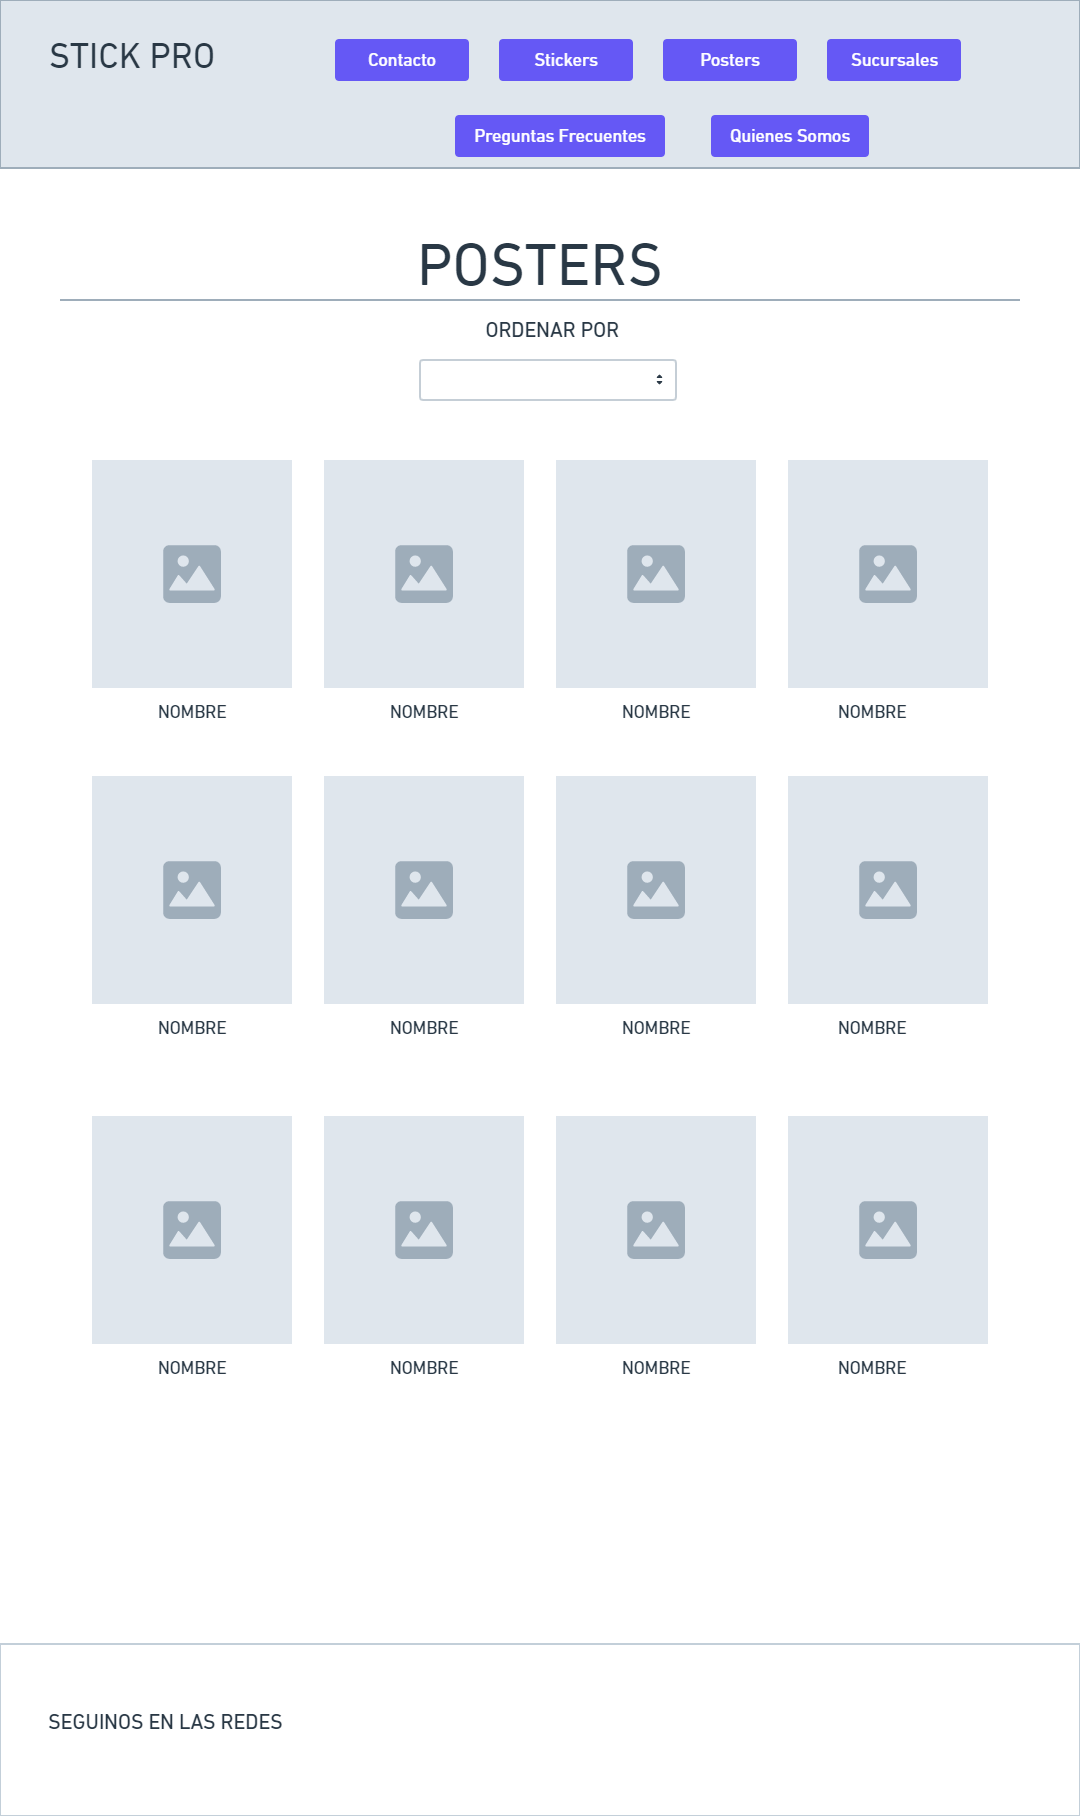 STICK PRO
Contacto Stickers Posters Sucursales
Preguntas Frecuentes Quienes Somos
POSTERS
ORDENAR POR
NOMBRE NOMBRE NOMBRE NOMBRE
NOMBRE NOMBRE NOMBRE NOMBRE
NOMBRE NOMBRE NOMBRE NOMBRE
SEGUINOS EN LAS REDES